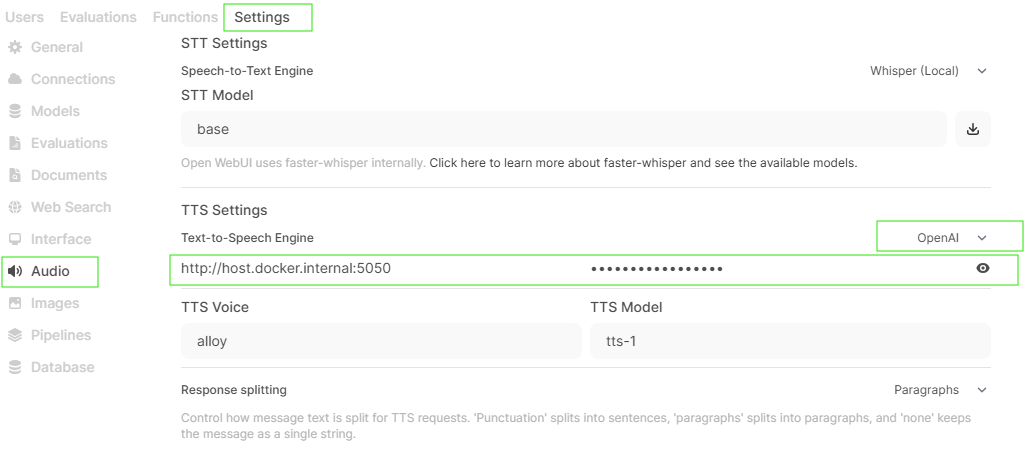 Users Evaluations Functions Settings
General
Connections
Models
Evaluations
Documents
Web Search
Interface
Audio
Images
Pipelines
Database
STT Settings
Speech-to-Text Engine Whisper (Local)
STT Model
base
Open WebUI uses faster-whisper internally. Click here to learn more about faster-whisper and see the available models.
TTS Settings
Text-to-Speech Engine OpenAI
http://host.docker.internal:5050 •••••••••••••••••
TTS Voice TTS Model
alloy tts-1
Response splitting Paragraphs
Control how message text is split for TTS requests. 'Punctuation' splits into sentences, 'paragraphs' splits into paragraphs, and 'none' keeps
the message as a single string.